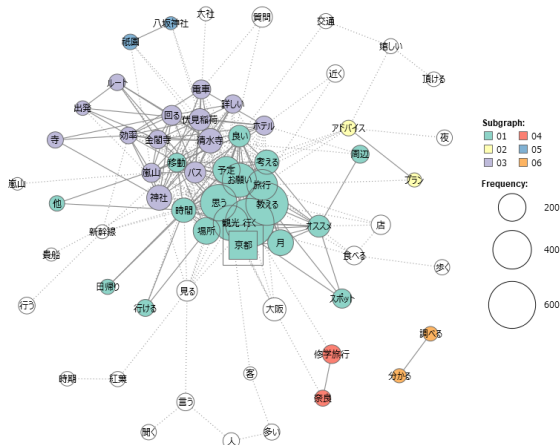 大社
質問
交通
八坂神社
祇園
嬉しい
近く
頂ける
ルート
電車
出発
詳しい
回る
伏見稲荷
ホテル
アドバイス
夜
寺
効率
金閣寺
清水寺
良い
周辺
移動
考える
嵐山
嵐山
バス
予定
お願い
旅行
プラン
神社
他
時間
思う
教える
観光
行く
オススメ
店
新幹線
場所
京都
月
食べる
貴船
歩く
日帰り
見る
スポット
行う
行ける
大阪
調べる
修学旅行
時期
紅葉
客
分かる
奈良
言う
聞く
人
多い
Subgraph:
01
02
03
04
05
06
Frequency:
200
400
600